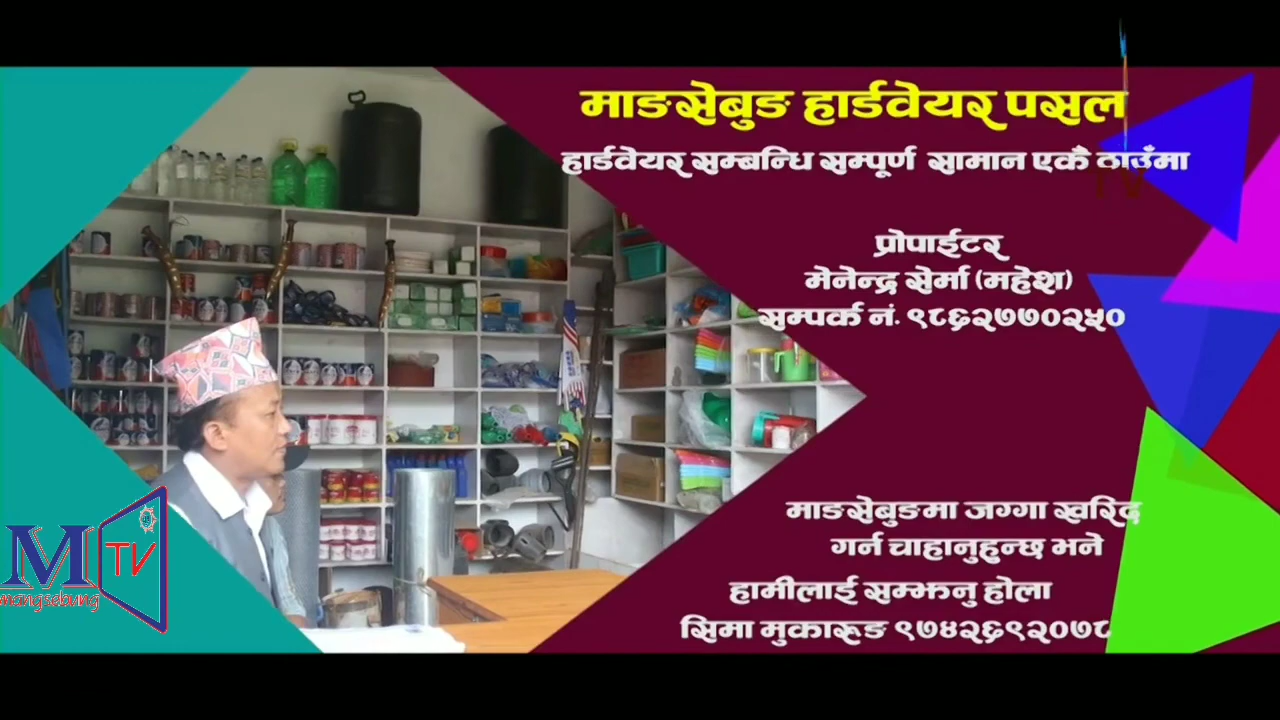 माङसेबुङ हार्डवेयर पसल
हार्डवेयर सम्बन्धि सम्पूर्ण सामान एकै ठाउँमा
प्रोपाईटर
मेनेन्द्र सेर्मा (महेश)
सम्पर्क नं. ९८६२७७०२५०
माङसेबुङमा जग्गा खरिद
गर्न चाहानुहुन्छ भने
हामीलाई सम्झनु होला
सिमा मुकारूङ ९७४२६९२०७८
M TV
mangsebung
TV